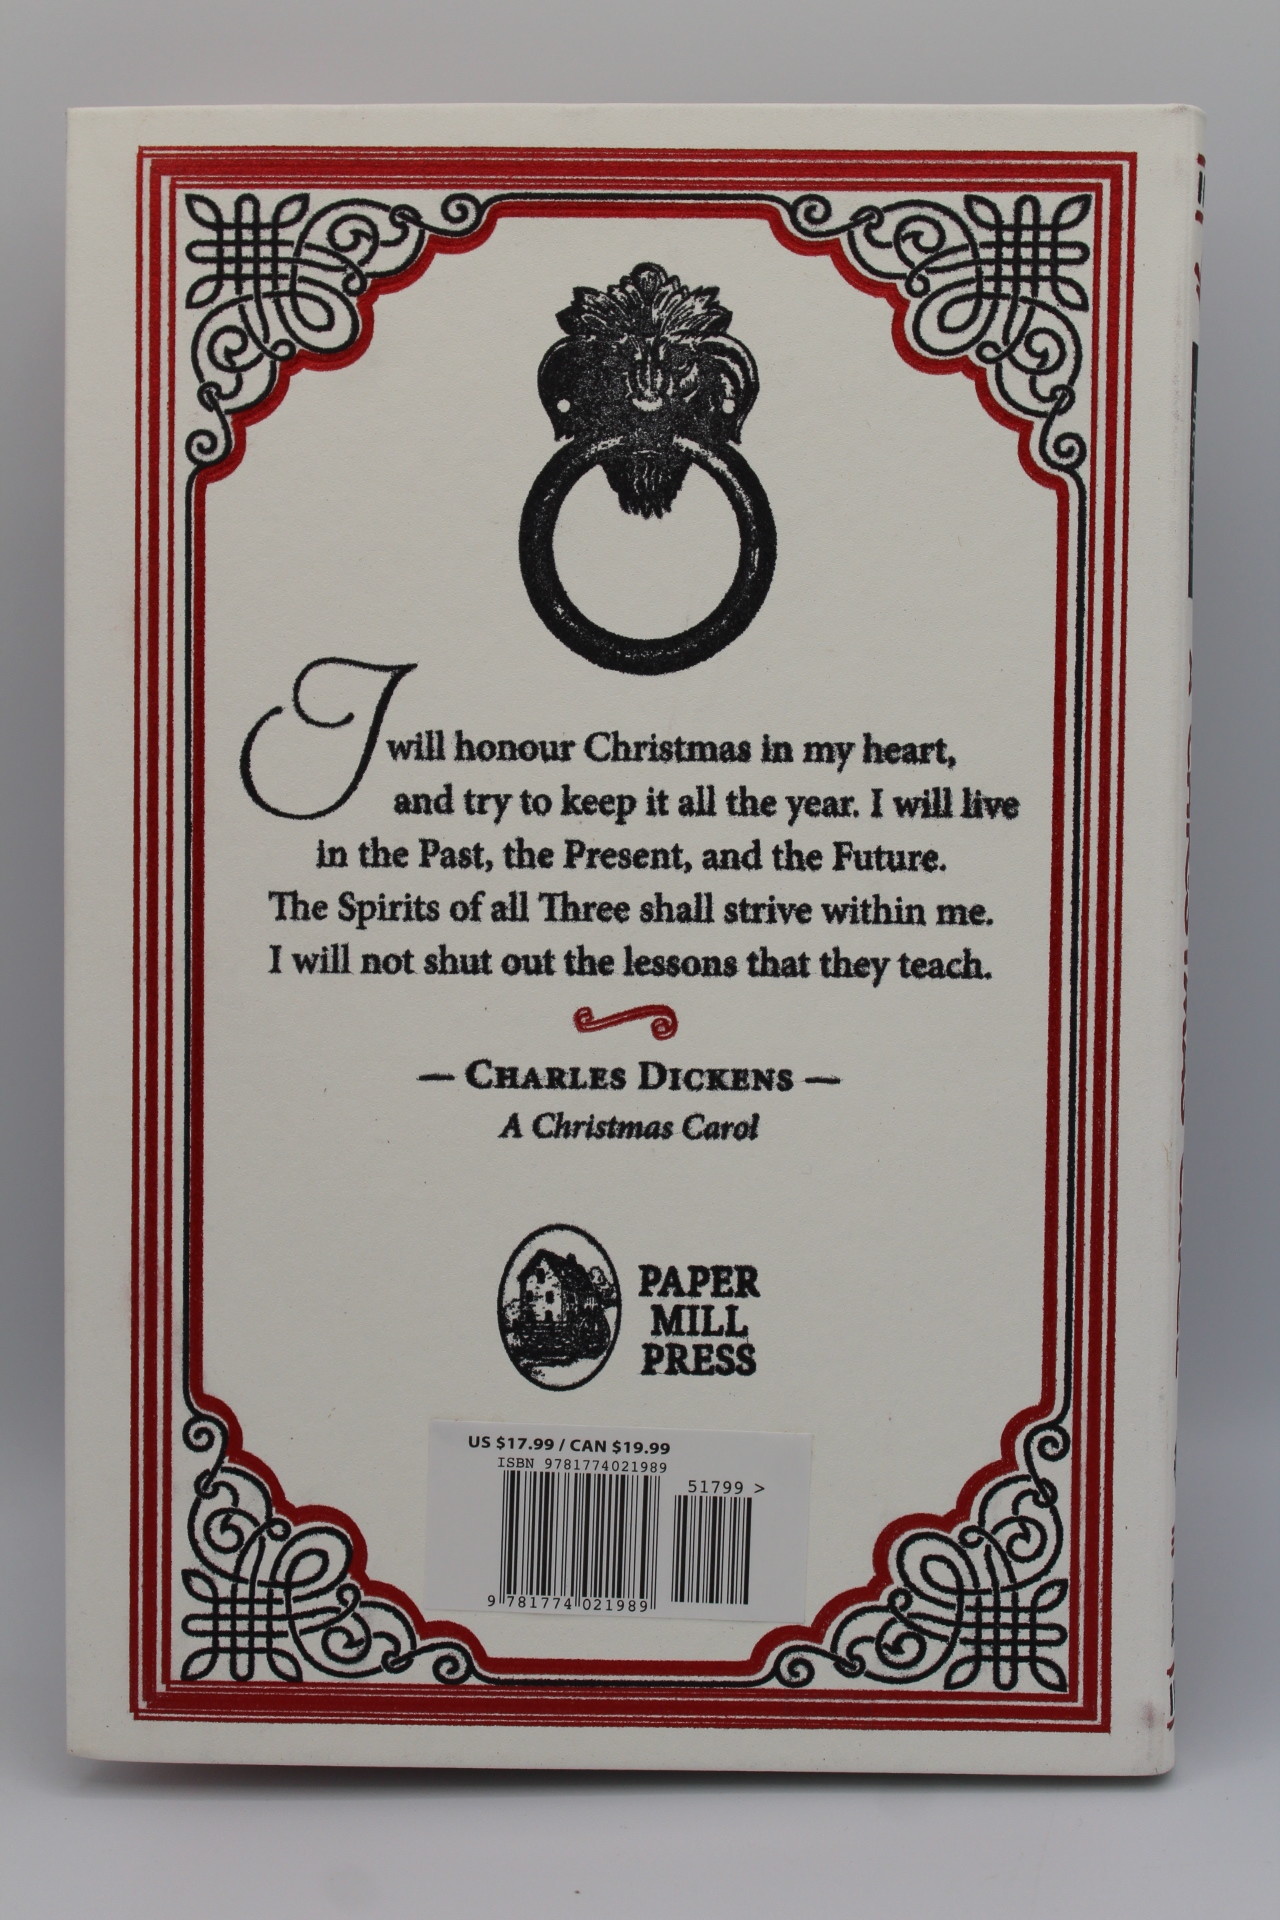 I will honour Christmas in my heart,
and try to keep it all the year. I will live
in the Past, the Present, and the Future.
The Spirits of all Three shall strive within me.
I will not shut out the lessons that they teach.
— CHARLES DICKENS —
A Christmas Carol
PAPER
MILL
PRESS
US $17.99 / CAN $19.99
ISBN 9781774021989
51799 >
9 781774 021989